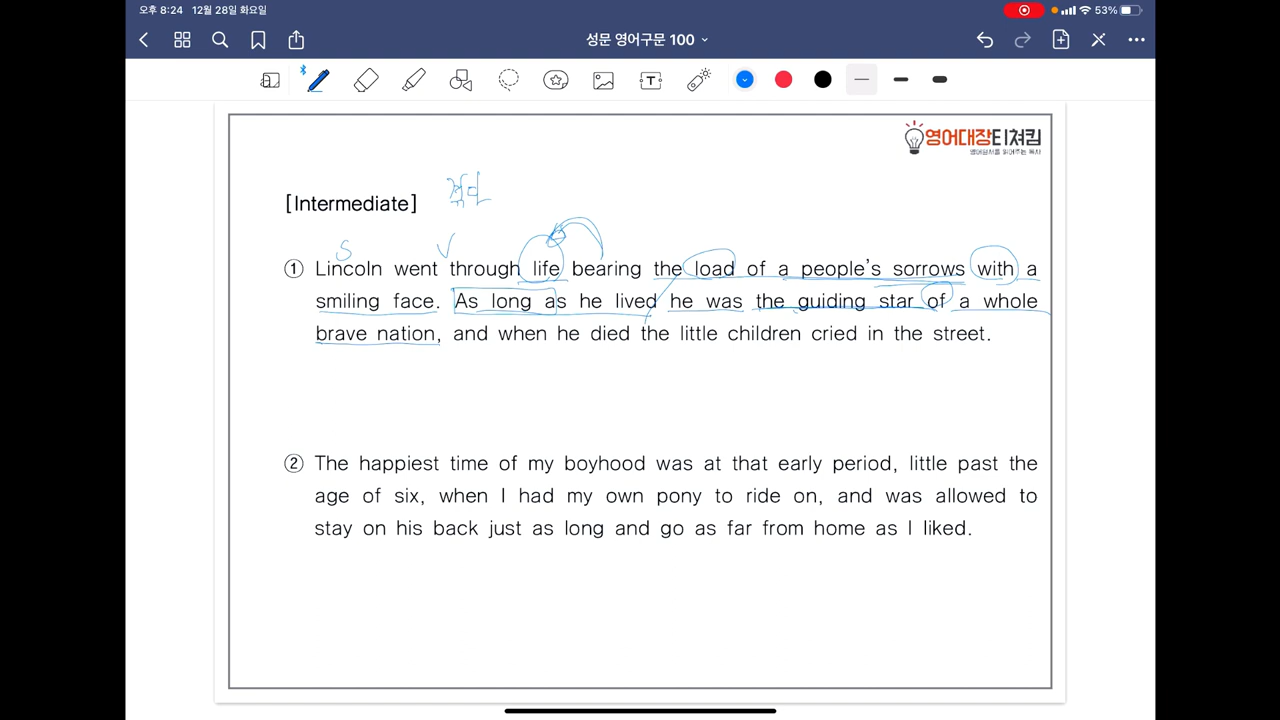 오후 8:24 12월 28일 화요일
53%
성문 영어구문 100
영어대장티쳐킴
[Intermediate] 겪다
S V
① Lincoln went through life bearing the load of a people's sorrows with a
smiling face. As long as he lived he was the guiding star of a whole
brave nation, and when he died the little children cried in the street.
② The happiest time of my boyhood was at that early period, little past the
age of six, when I had my own pony to ride on, and was allowed to
stay on his back just as long and go as far from home as I liked.